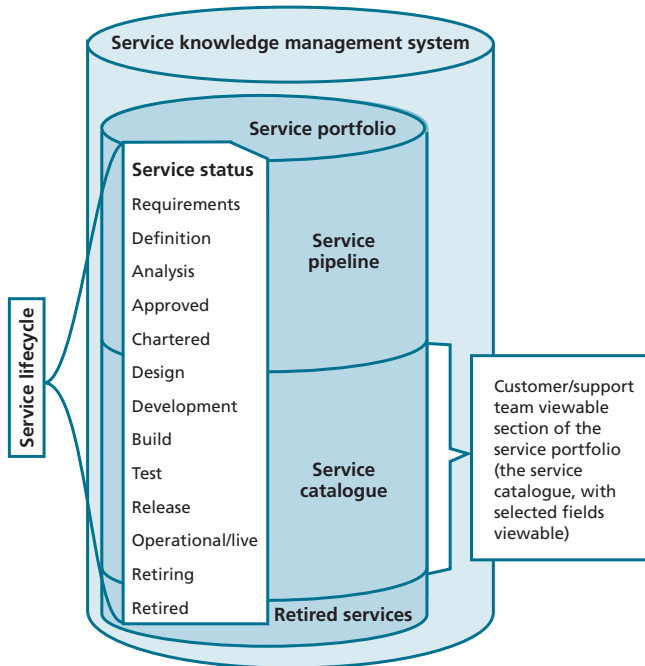 Service knowledge management system
Service portfolio
Service status
Requirements
Definition
Analysis
Approved
Chartered
Design
Development
Build
Test
Release
Operational/live
Retiring
Retired
Service
pipeline
Service
catalogue
Retired services
Service lifecycle
Customer/support
team viewable
section of the
service portfolio
(the service
catalogue, with
selected fields
viewable)